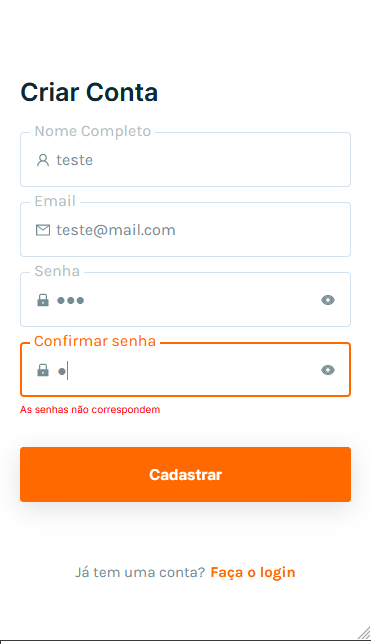 Criar Conta
Nome Completo
teste
Email
teste@mail.com
Senha
●●●
Confirmar senha
●
As senhas não correspondem
Cadastrar
Já tem uma conta? Faça o login